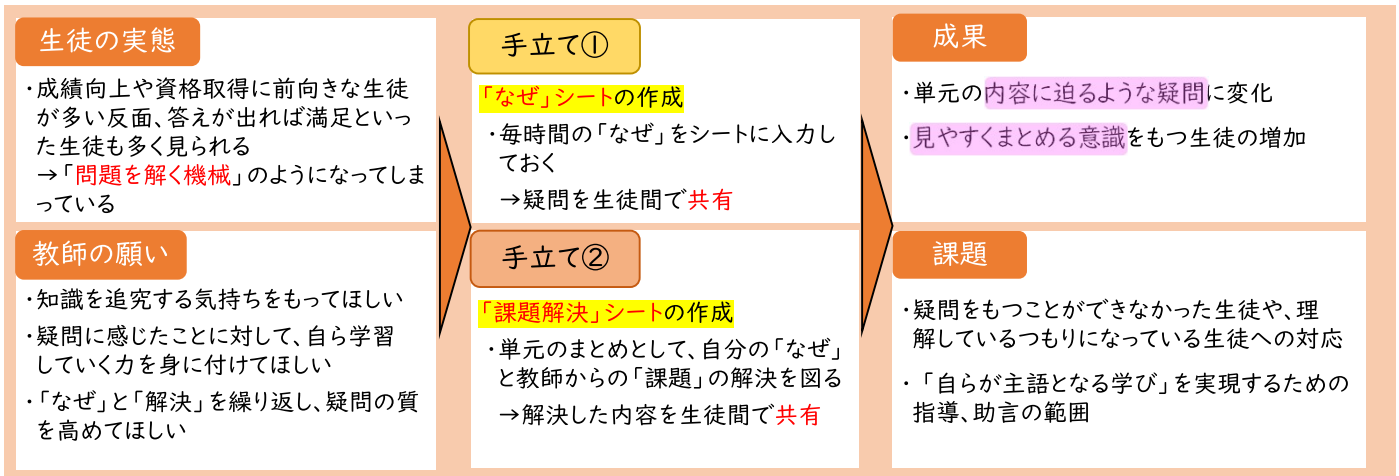 生徒の実態
・成績向上や資格取得に前向きな生徒
が多い反面、答えが出れば満足といっ
た生徒も多く見られる
→「問題を解く機械」のようになってしま
っている
教師の願い
・知識を追究する気持ちをもってほしい
・疑問に感じたことに対して、自ら学習
していく力を身に付けてほしい
・「なぜ」と「解決」を繰り返し、疑問の質
を高めてほしい
手立て①
「なぜ」シートの作成
・毎時間の「なぜ」をシートに入力し
ておく
→疑問を生徒間で共有
手立て②
「課題解決」シートの作成
・単元のまとめとして、自分の「なぜ」
と教師からの「課題」の解決を図る
→解決した内容を生徒間で共有
成果
・単元の内容に迫るような疑問に変化
・見やすくまとめる意識をもつ生徒の増加
課題
・疑問をもつことができなかった生徒や、理
解しているつもりになっている生徒への対応
・「自らが主語となる学び」を実現するための
指導、助言の範囲